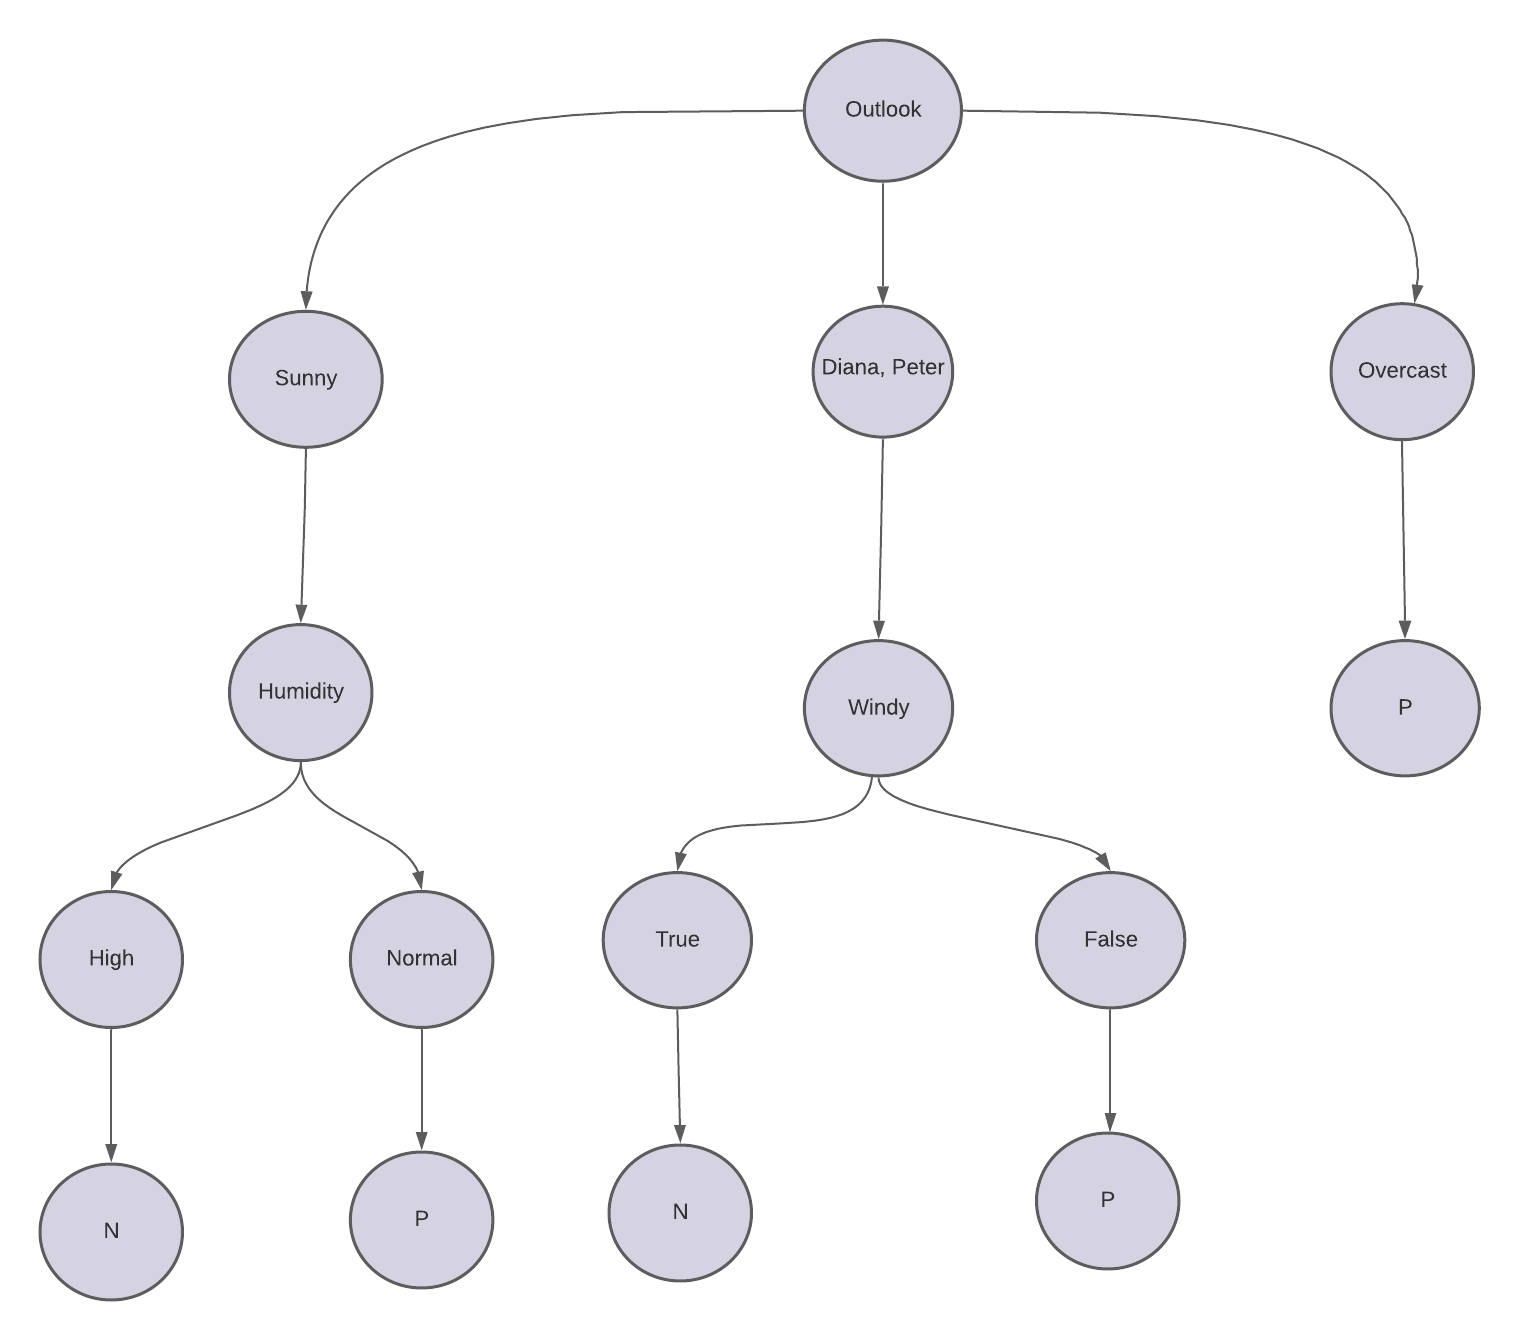 Outlook
Sunny
Diana, Peter
Overcast
Humidity
Windy
P
High
Normal
True
False
N
P
N
P